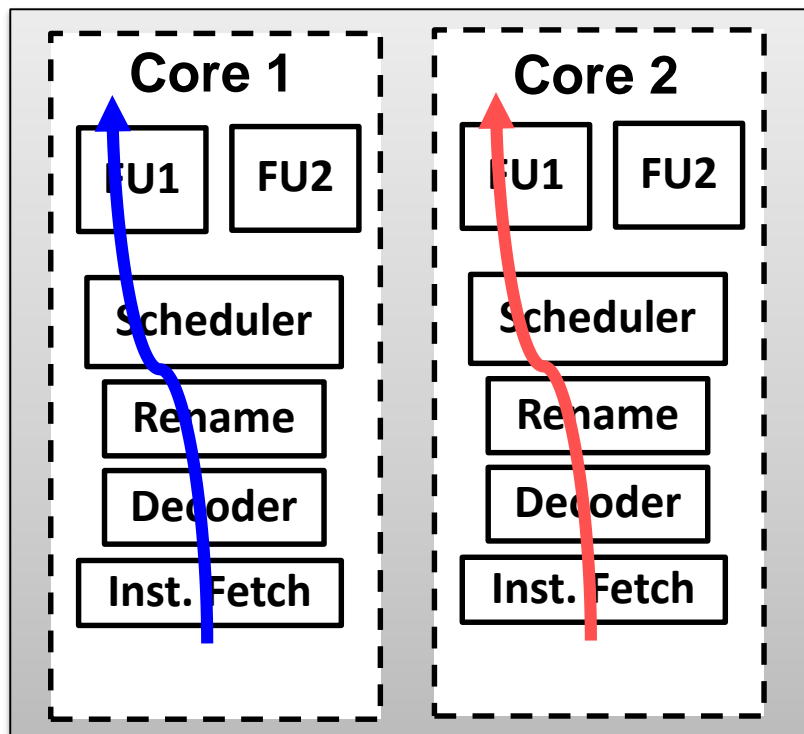 Core 1
FU1
FU2
Scheduler
Rename
Decoder
Inst. Fetch
Core 2
FU1
FU2
Scheduler
Rename
Decoder
Inst. Fetch